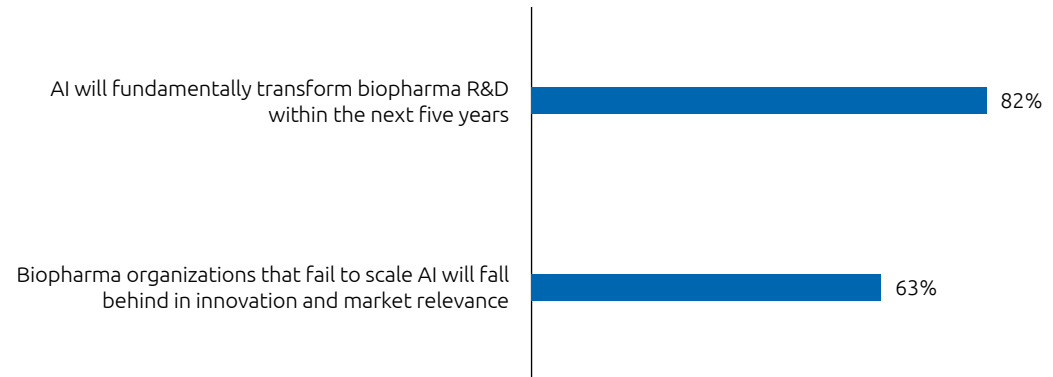 AI will fundamentally transform biopharma R&D
within the next five years
82%
Biopharma organizations that fail to scale AI will fall
behind in innovation and market relevance
63%